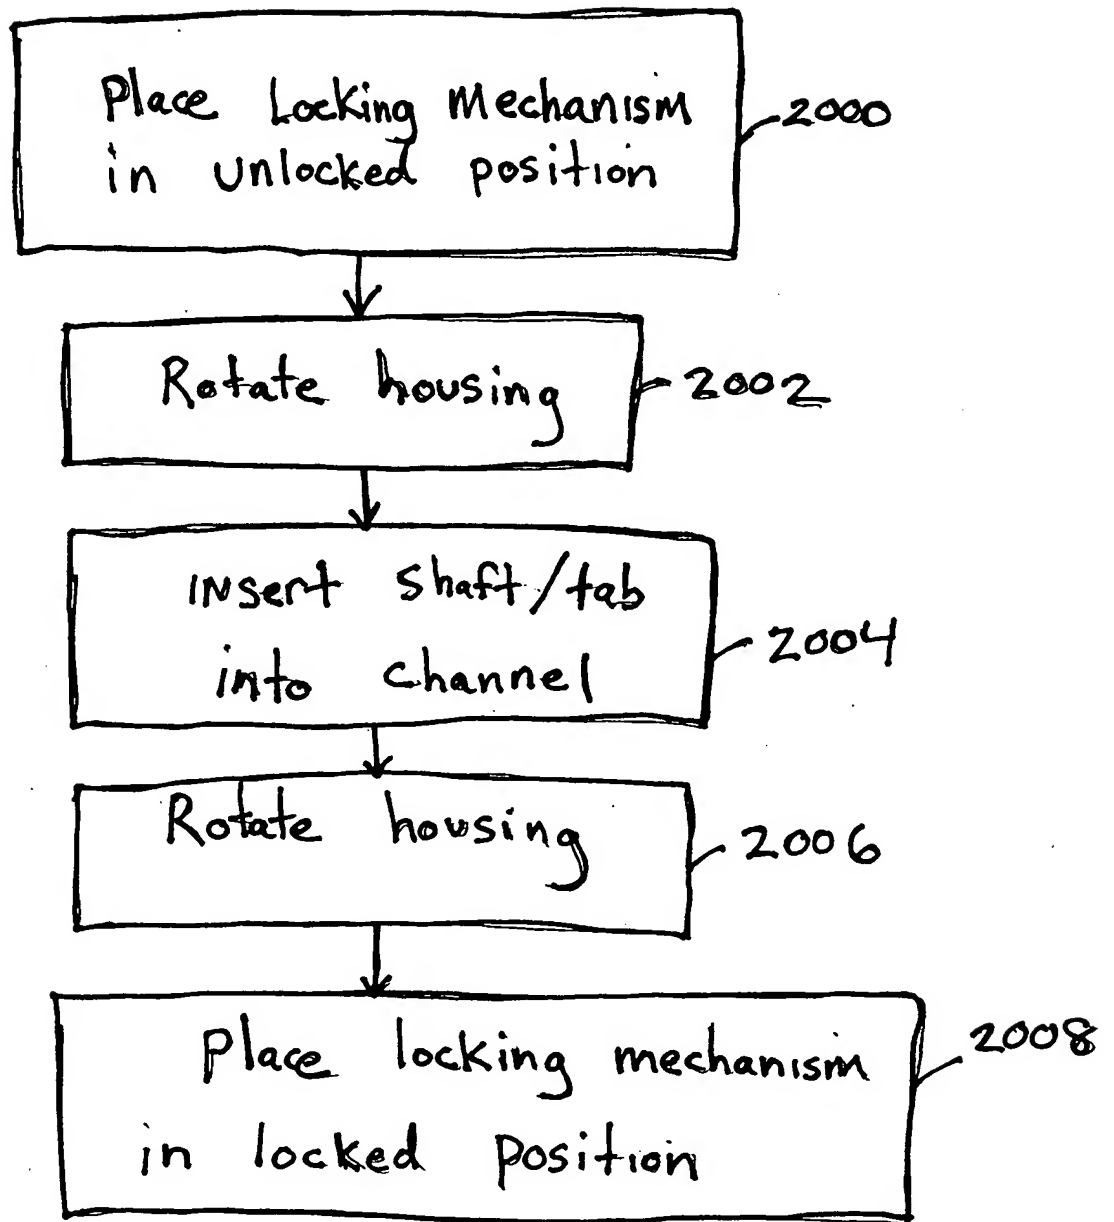 Place Locking Mechanism
in unlocked position
2000
Rotate housing
2002
Insert shaft/tab
into channel
2004
Rotate housing
2006
Place locking mechanism
in locked position
2008